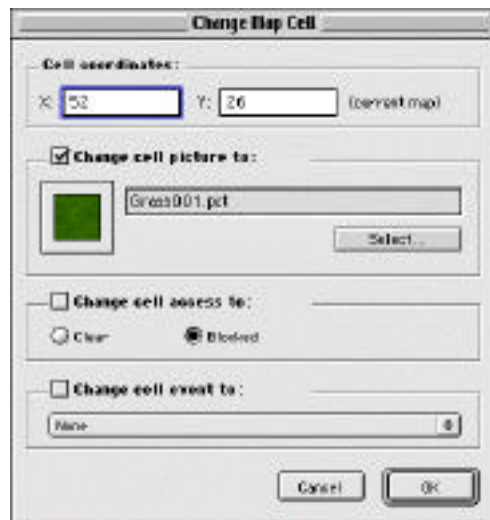 Change Map Cell
Cell coordinates:
X: 52 Y: 26 (current map)
Change cell picture to:
Grass001.pct
Select...
Change cell access to:
Clear Blocked
Change cell event to:
None
Cancel OK